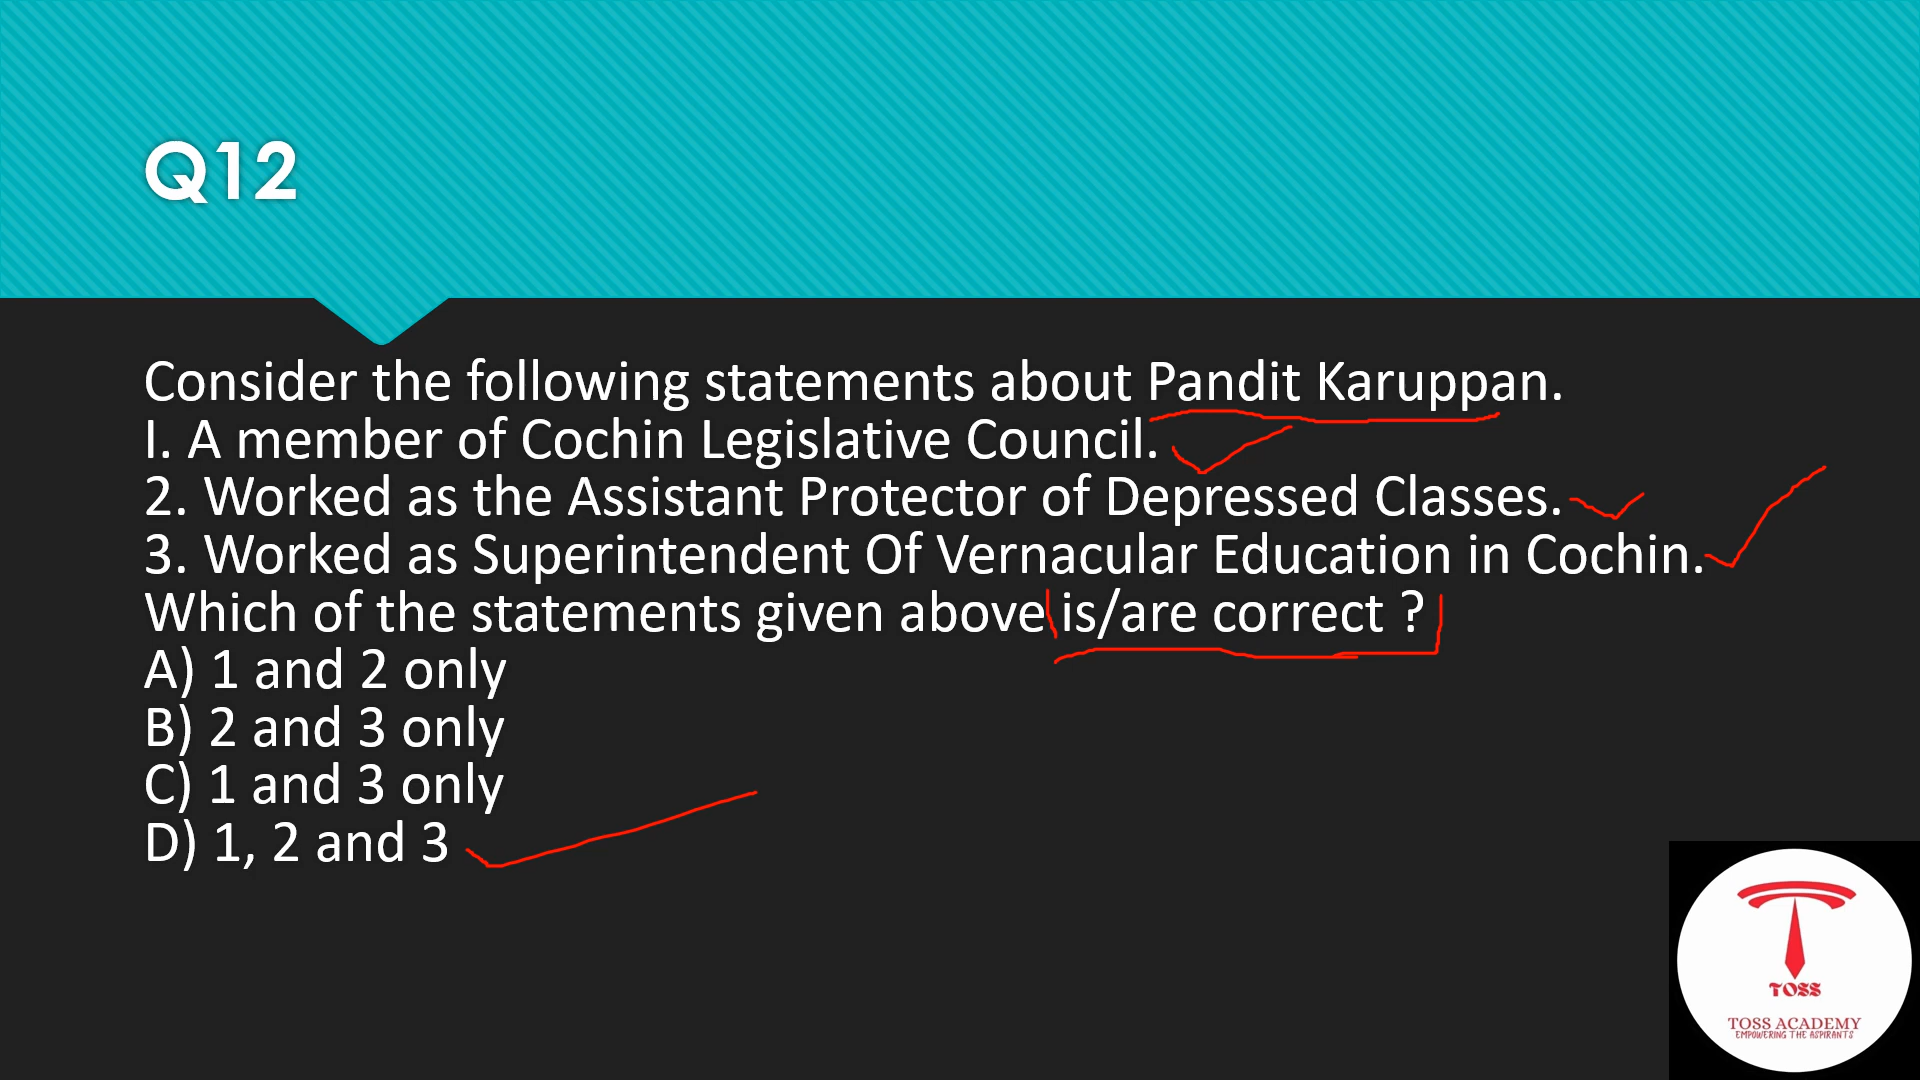 Q12
Consider the following statements about Pandit Karuppan.
I. A member of Cochin Legislative Council.
2. Worked as the Assistant Protector of Depressed Classes.
3. Worked as Superintendent Of Vernacular Education in Cochin.
Which of the statements given above is/are correct ?
A) 1 and 2 only
B) 2 and 3 only
C) 1 and 3 only
D) 1, 2 and 3
TOSS
TOSS ACADEMY
EMPOWERING THE ASPIRANTS